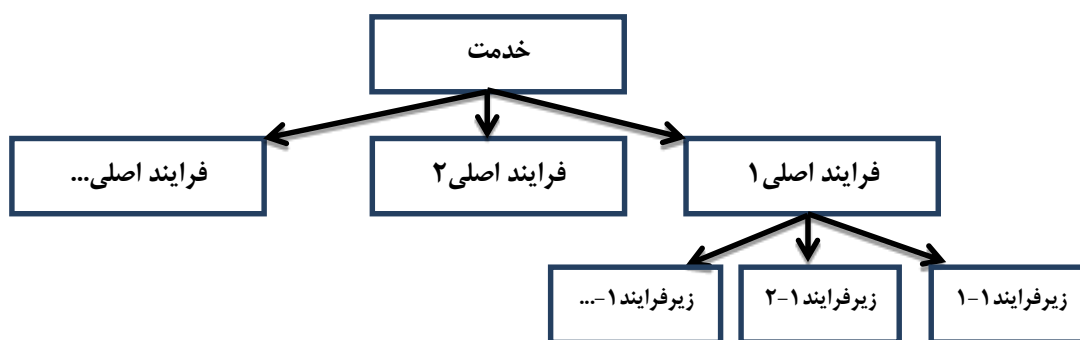 خدمت
فرایند اصلی۱
فرایند اصلی۲
فرایند اصلی...
زیرفرایند۱-۱
زیرفرایند۱-۲
زیرفرایند۱-...